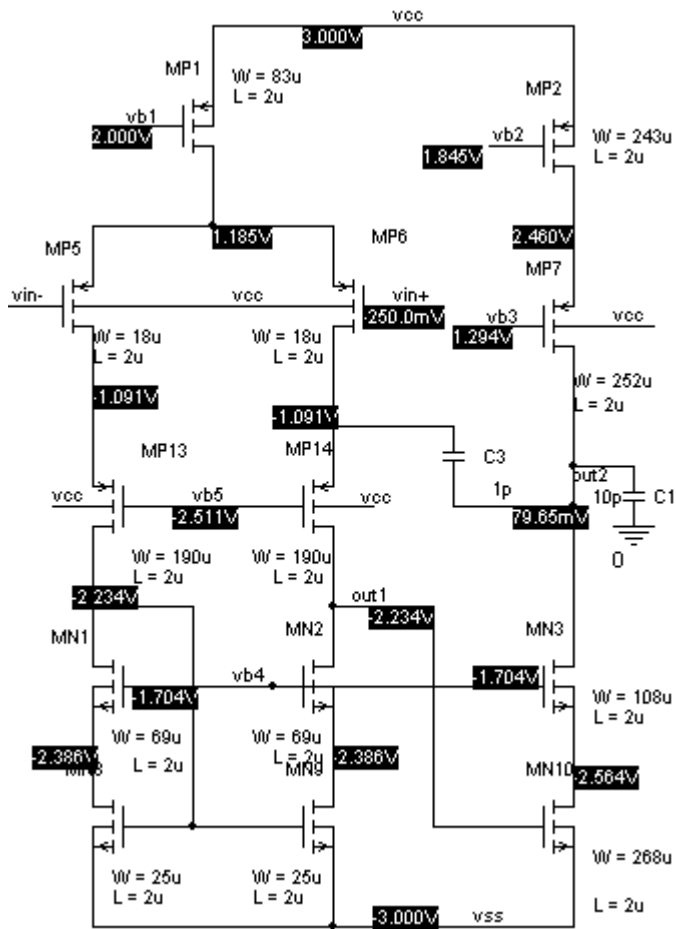 vcc
3.000V
MP1
W = 83u
L = 2u
MP2
vb1
2.000V
vb2
1.845V
W = 243u
L = 2u
1.185V
MP5
MP6
2.460V
MP7
vin-
vcc
vin+
-250.0mV
vb3
1.294V
vcc
W = 18u
L = 2u
W = 18u
L = 2u
W = 252u
L = 2u
-1.091V
-1.091V
MP13
MP14
C3
1p
out2
10p
C1
79.65mV
0
vcc
vb5
-2.511V
vcc
W = 190u
L = 2u
W = 190u
L = 2u
-2.234V
out1
-2.234V
MN1
MN2
MN3
vb4
-1.704V
-1.704V
W = 69u
L = 2u
W = 69u
L = 2u
W = 108u
L = 2u
-2.386V
-2.386V
MN9
MN10
-2.564V
W = 25u
L = 2u
W = 25u
L = 2u
W = 268u
L = 2u
-3.000V
vss